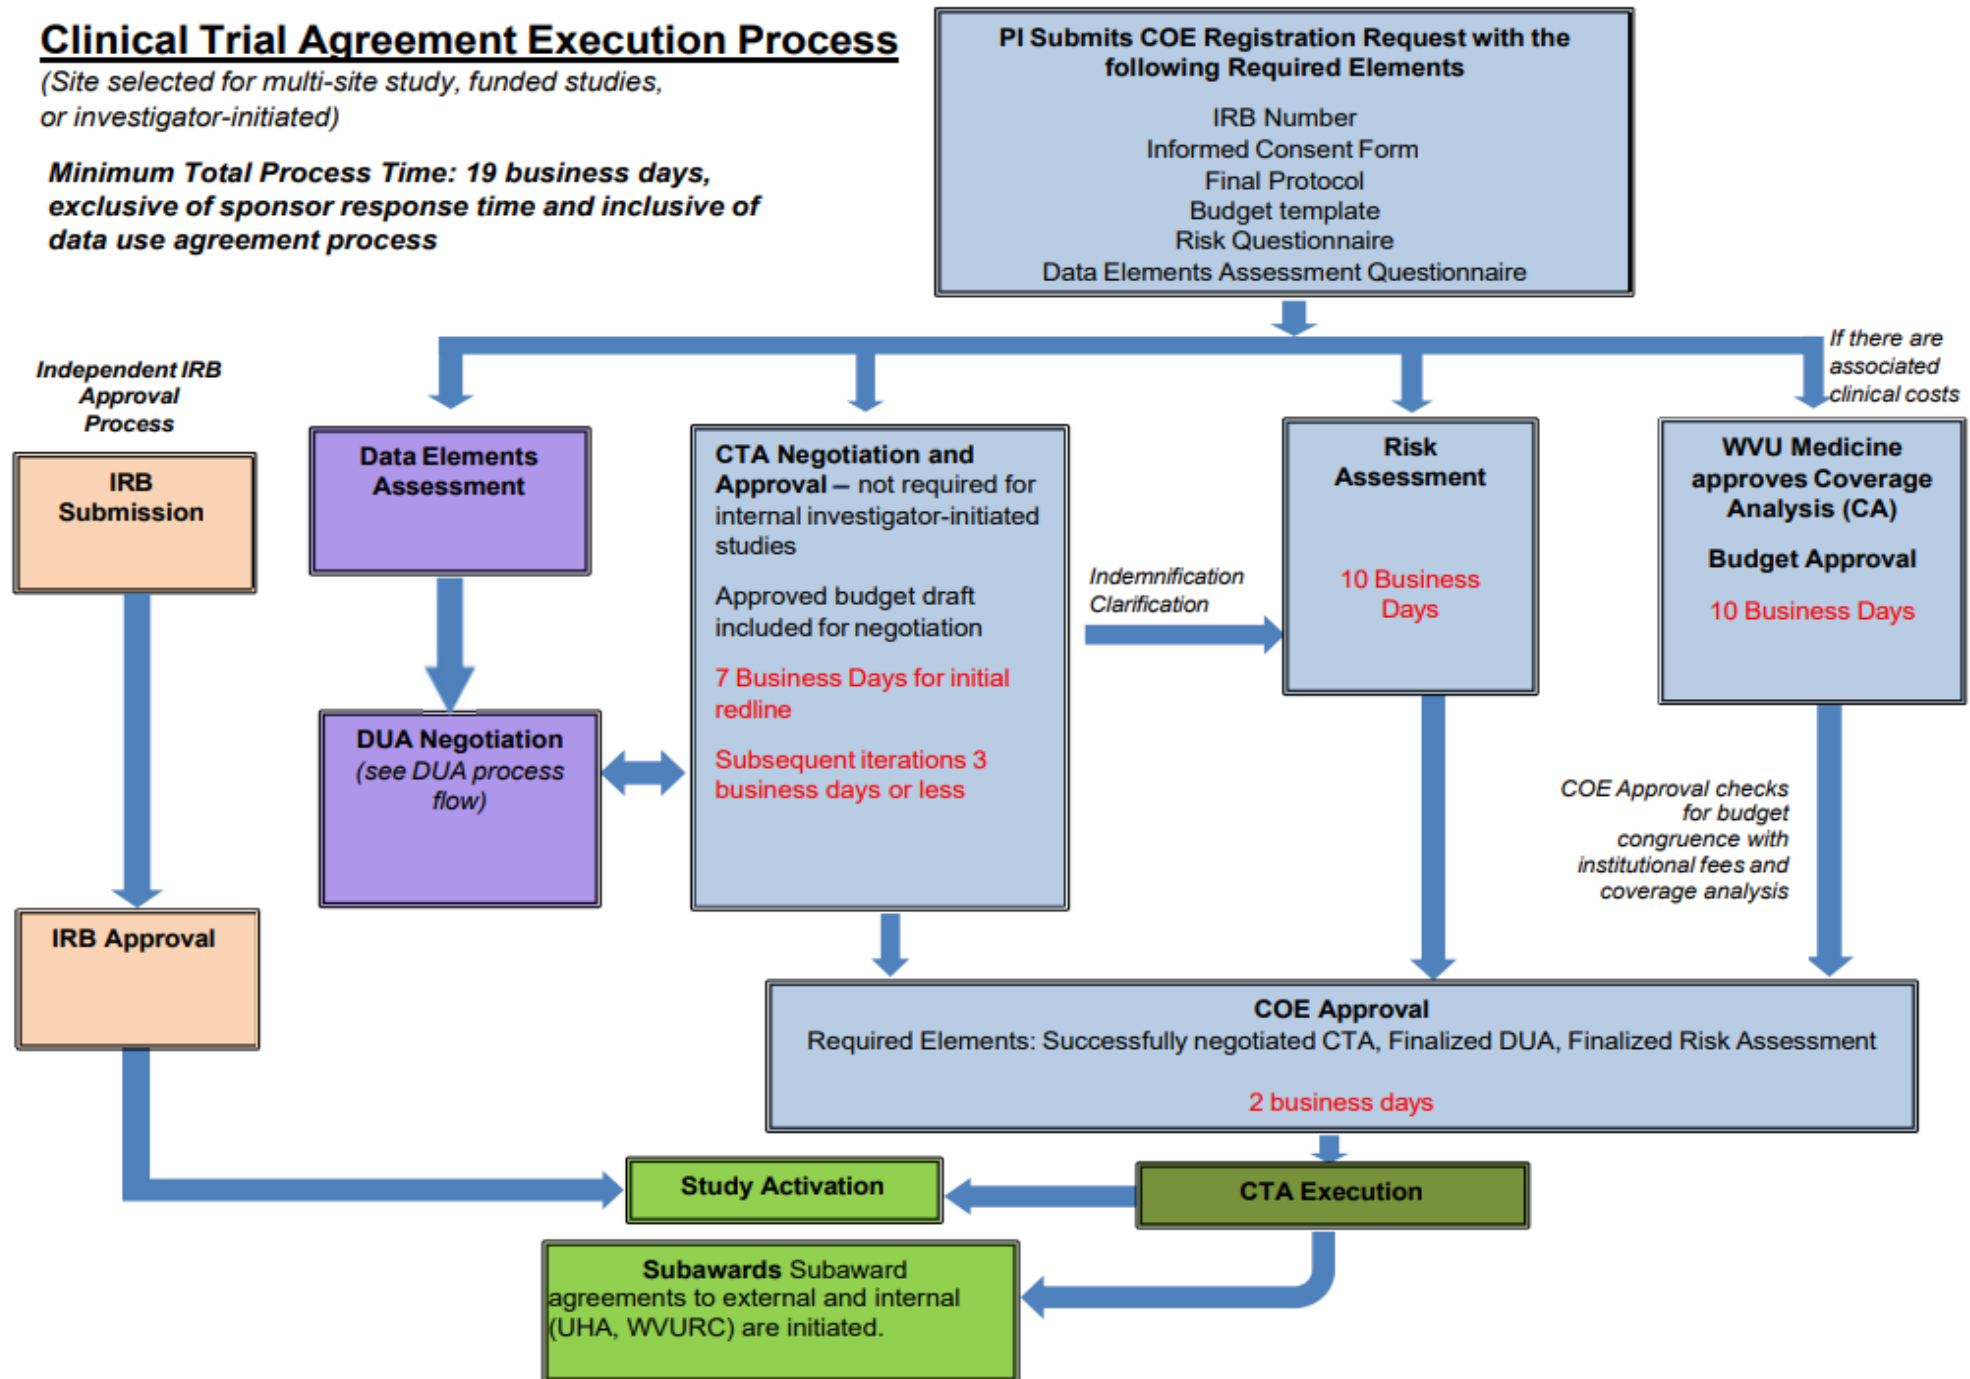 Clinical Trial Agreement Execution Process
(Site selected for multi-site study, funded studies,
or investigator-initiated)
Minimum Total Process Time: 19 business days,
exclusive of sponsor response time and inclusive of
data use agreement process
PI Submits COE Registration Request with the
following Required Elements
IRB Number
Informed Consent Form
Final Protocol
Budget template
Risk Questionnaire
Data Elements Assessment Questionnaire
If there are
associated
clinical costs
Independent IRB
Approval
Process
IRB
Submission
Data Elements
Assessment
CTA Negotiation and
Approval – not required for
internal investigator-initiated
studies
Approved budget draft
included for negotiation
7 Business Days for initial
redline
Subsequent iterations 3
business days or less
Indemnification
Clarification
Risk
Assessment
10 Business
Days
WVU Medicine
approves Coverage
Analysis (CA)
Budget Approval
10 Business Days
DUA Negotiation
(see DUA process
flow)
COE Approval checks
for budget
congruence with
institutional fees and
coverage analysis
IRB Approval
COE Approval
Required Elements: Successfully negotiated CTA, Finalized DUA, Finalized Risk Assessment
2 business days
Study Activation
CTA Execution
Subawards Subaward
agreements to external and internal
(UHA, WVURC) are initiated.